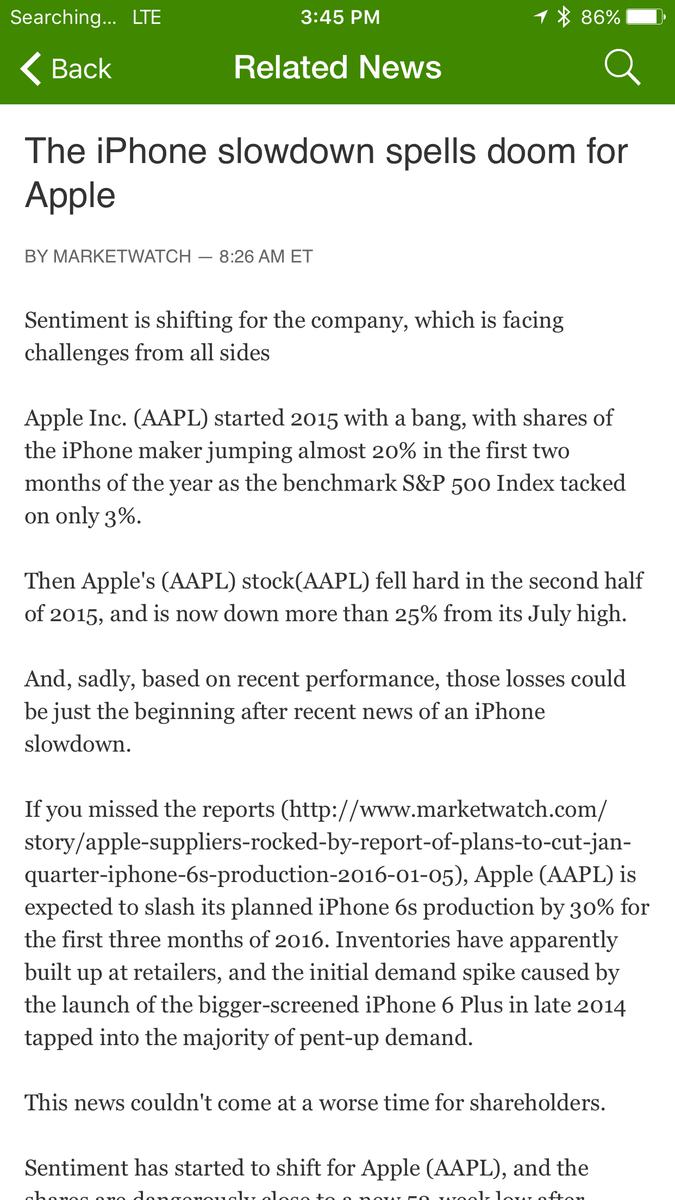 Searching... LTE 3:45 PM 86%
Back Related News
The iPhone slowdown spells doom for
Apple
BY MARKETWATCH — 8:26 AM ET
Sentiment is shifting for the company, which is facing
challenges from all sides
Apple Inc. (AAPL) started 2015 with a bang, with shares of
the iPhone maker jumping almost 20% in the first two
months of the year as the benchmark S&P 500 Index tacked
on only 3%.
Then Apple's (AAPL) stock(AAPL) fell hard in the second half
of 2015, and is now down more than 25% from its July high.
And, sadly, based on recent performance, those losses could
be just the beginning after recent news of an iPhone
slowdown.
If you missed the reports (http://www.marketwatch.com/
story/apple-suppliers-rocked-by-report-of-plans-to-cut-jan-
quarter-iphone-6s-production-2016-01-05), Apple (AAPL) is
expected to slash its planned iPhone 6s production by 30% for
the first three months of 2016. Inventories have apparently
built up at retailers, and the initial demand spike caused by
the launch of the bigger-screened iPhone 6 Plus in late 2014
tapped into the majority of pent-up demand.
This news couldn't come at a worse time for shareholders.
Sentiment has started to shift for Apple (AAPL), and the
shares are dangerously close to a new 52-week low after